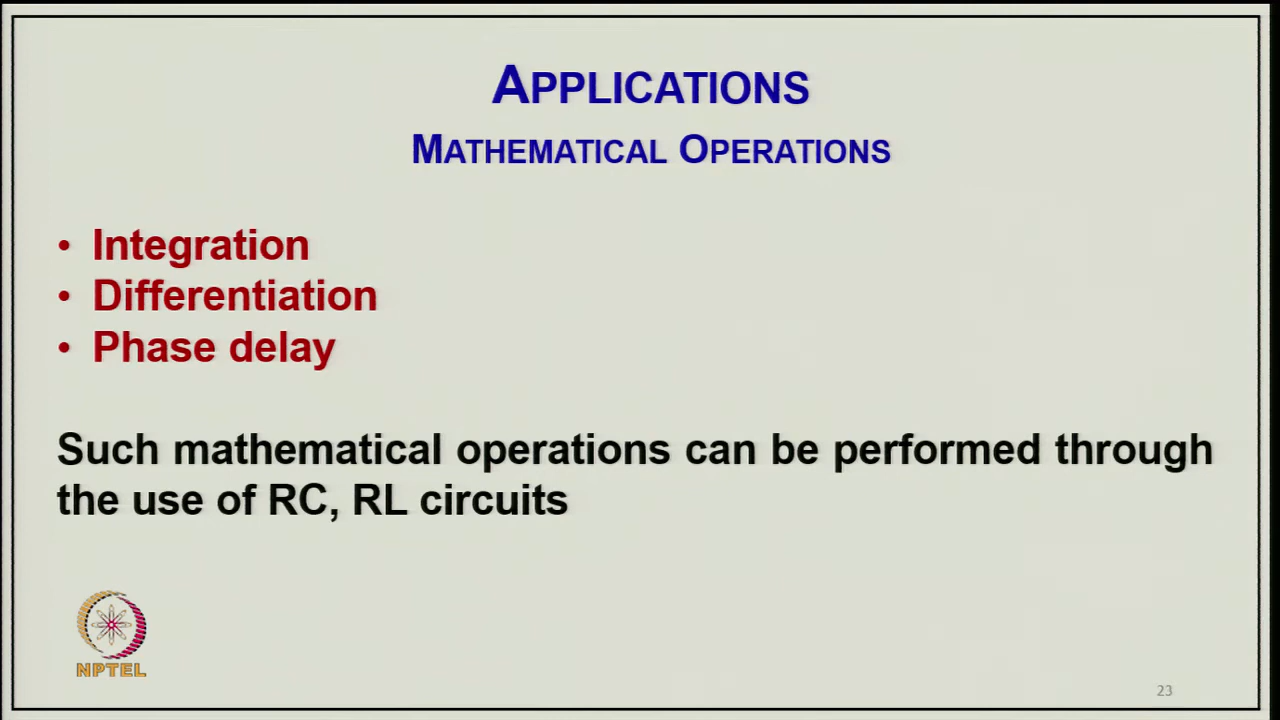 APPLICATIONS
MATHEMATICAL OPERATIONS
• Integration
• Differentiation
• Phase delay
Such mathematical operations can be performed through
the use of RC, RL circuits
NPTEL
23